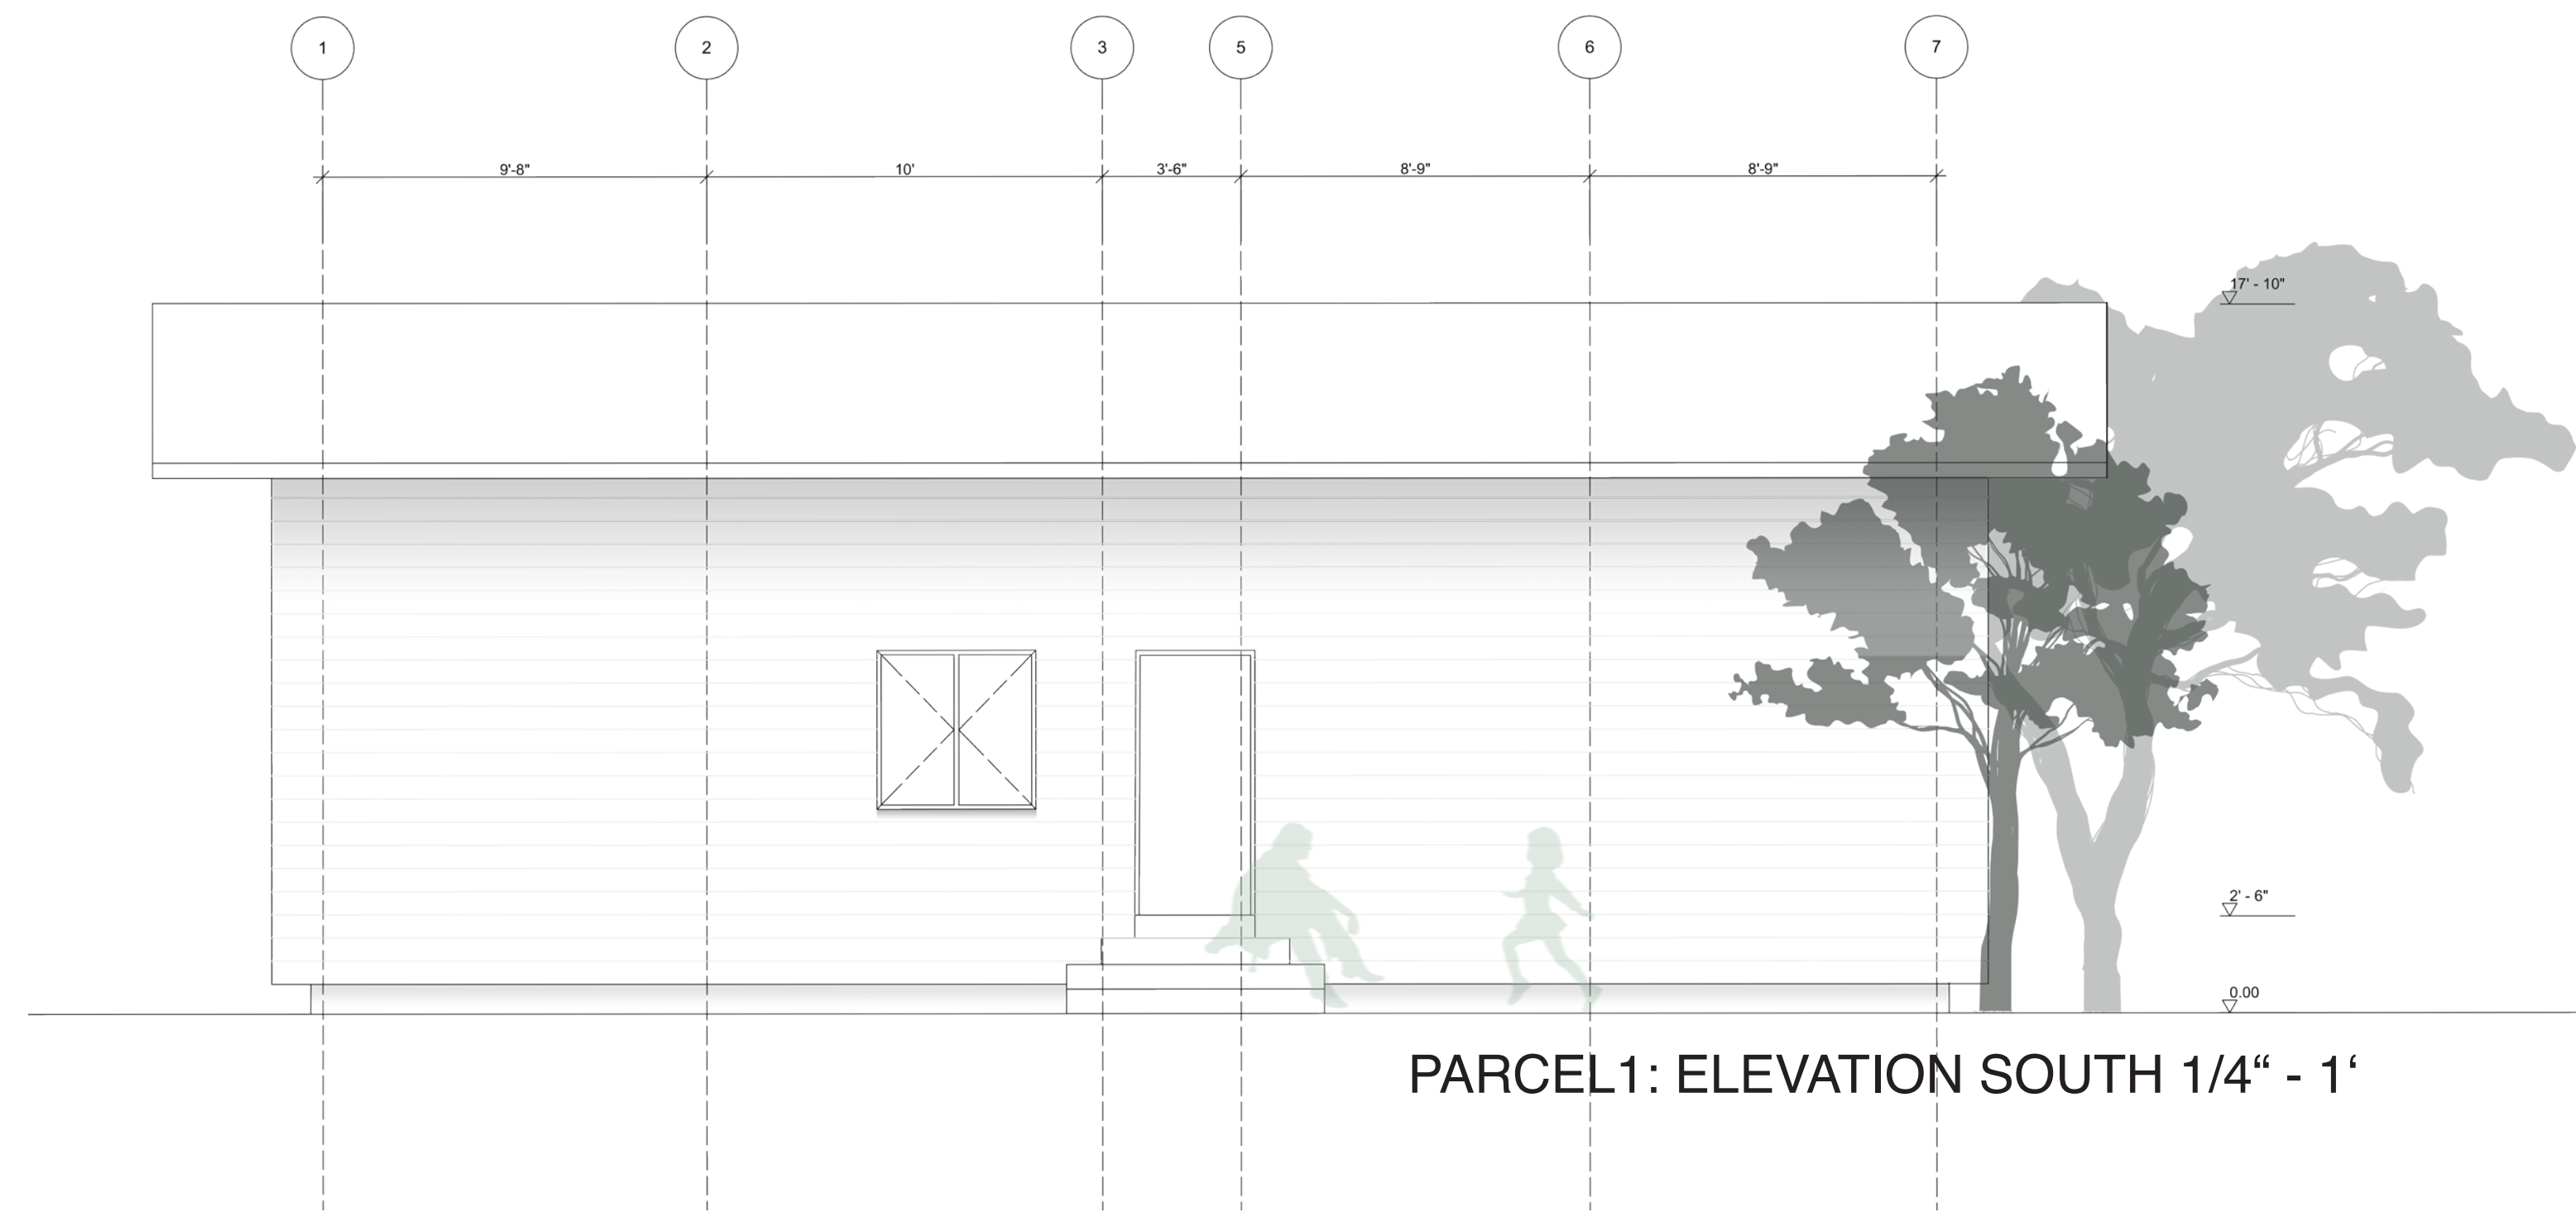 1 2 3 5 6 7
9'-8" 10' 3'-6" 8'-9" 8'-9"
17' - 10"
2' - 6"
0.00
PARCEL1: ELEVATION SOUTH 1/4“ - 1‘